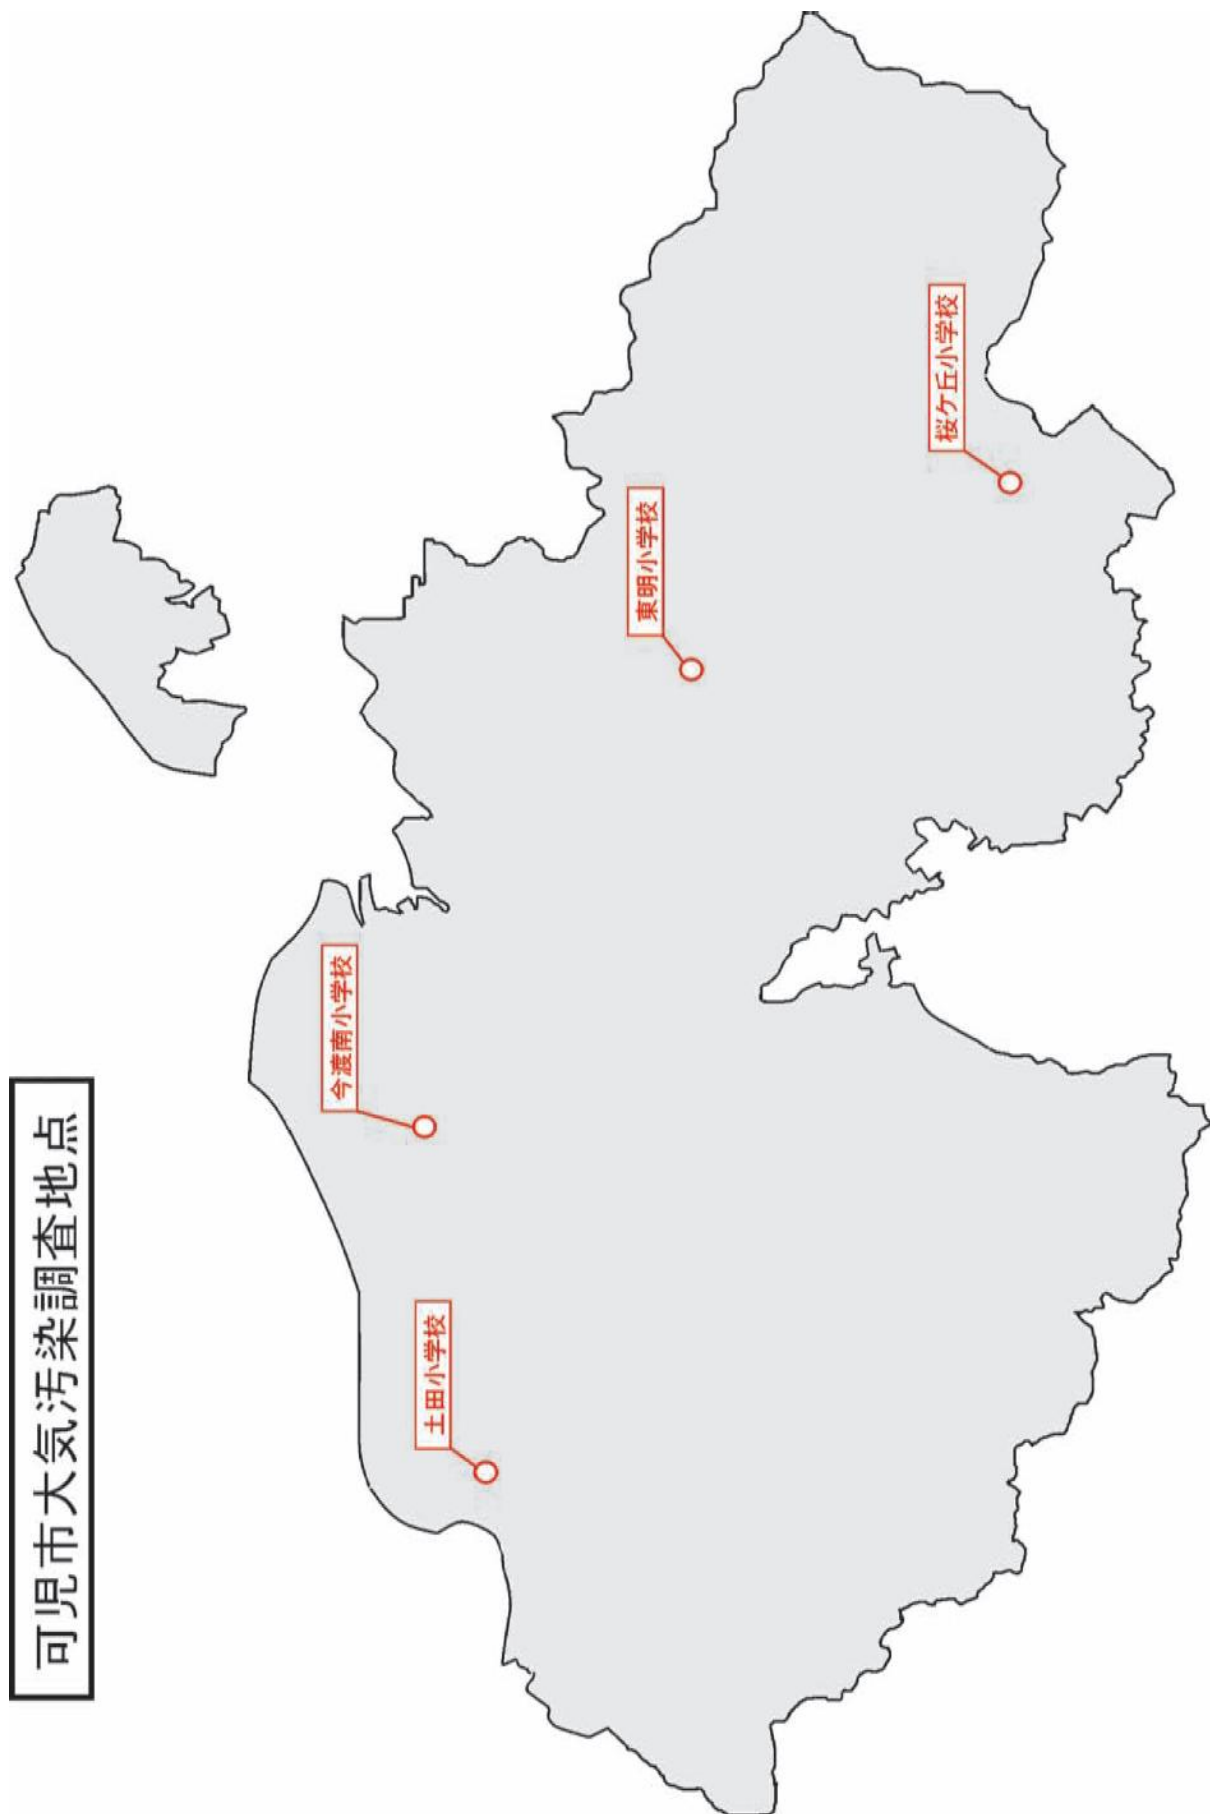 可児市大気汚染調査地点
今渡南小学校
土田小学校
東明小学校
桜ケ丘小学校